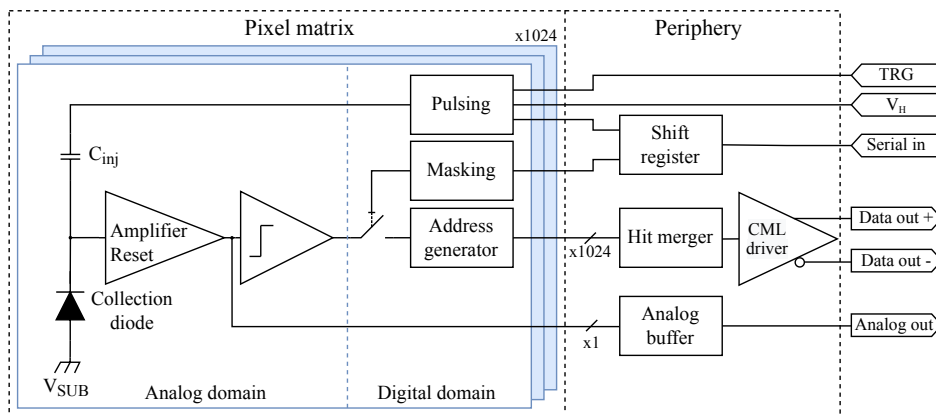 Pixel matrix
x1024
Periphery
Pulsing
TRG
V_H
Shift
register
Serial in
C_inj
Masking
Amplifier
Reset
Address
generator
x1024
Hit merger
CML
driver
Data out +
Data out -
Collection
diode
Analog
buffer
x1
Analog out
V_SUB
Analog domain
Digital domain